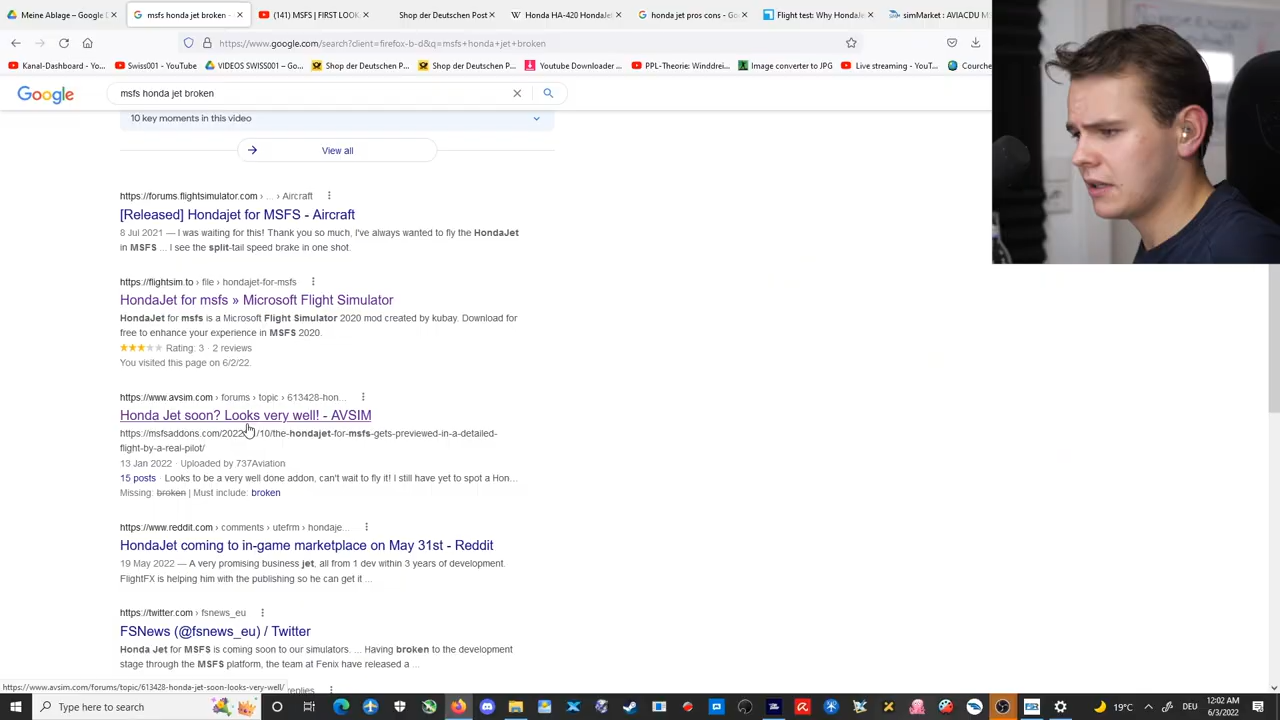 Meine Ablage – Goo
msfs honda jet broken -
(141) MSFS | FIRST LOOK
Shop der Deutschen Post
Honda HA-420 HondaJet
honda jet pros cons - Goo
Flight test: Why HondaJet
simMarket : AVIACDU M
https://www.google.com/search?client=firefox-b-d&q=msfs+honda+jet+broken
Kanal-Dashboard - Yo...
Swiss001 - YouTube
VIDEOS SWISS001 – Go...
Shop der Deutschen P...
Shop der Deutschen P...
Youtube Downloader ...
PPL-Theorie: Winddrei...
Image converter to JPG
Live streaming - YouT...
Courche
Google
msfs honda jet broken
10 key moments in this video
View all
https://forums.flightsimulator.com › ... › Aircraft
[Released] Hondajet for MSFS - Aircraft
8 Jul 2021 — I was waiting for this! Thank you so much, I've always wanted to fly the HondaJet
in MSFS ... I see the split-tail speed brake in one shot.
https://flightsim.to › file › hondajet-for-msfs
HondaJet for msfs » Microsoft Flight Simulator
HondaJet for msfs is a Microsoft Flight Simulator 2020 mod created by kubay. Download for
free to enhance your experience in MSFS 2020.
Rating: 3 · 2 reviews
You visited this page on 6/2/22.
https://www.avsim.com › forums › topic › 613428-hon...
Honda Jet soon? Looks very well! - AVSIM
https://msfsaddons.com/2022 1/10/the-hondajet-for-msfs-gets-previewed-in-a-detailed-
flight-by-a-real-pilot/
13 Jan 2022 · Uploaded by 737Aviation
15 posts · Looks to be a very well done addon, can't wait to fly it! I still have yet to spot a Hon...
Missing: broken | Must include: broken
https://www.reddit.com › comments › utefrm › hondaje...
HondaJet coming to in-game marketplace on May 31st - Reddit
19 May 2022 — A very promising business jet, all from 1 dev within 3 years of development.
FlightFX is helping him with the publishing so he can get it ...
https://twitter.com › fsnews_eu
FSNews (@fsnews_eu) / Twitter
Honda Jet for MSFS is coming soon to our simulators. ... Having broken to the development
stage through the MSFS platform, the team at Fenix have released a ...
https://www.avsim.com/forums/topic/613428-honda-jet-soon-looks-very-well/
replies
Type here to search
19°C
DEU
12:02 AM
6/3/2022